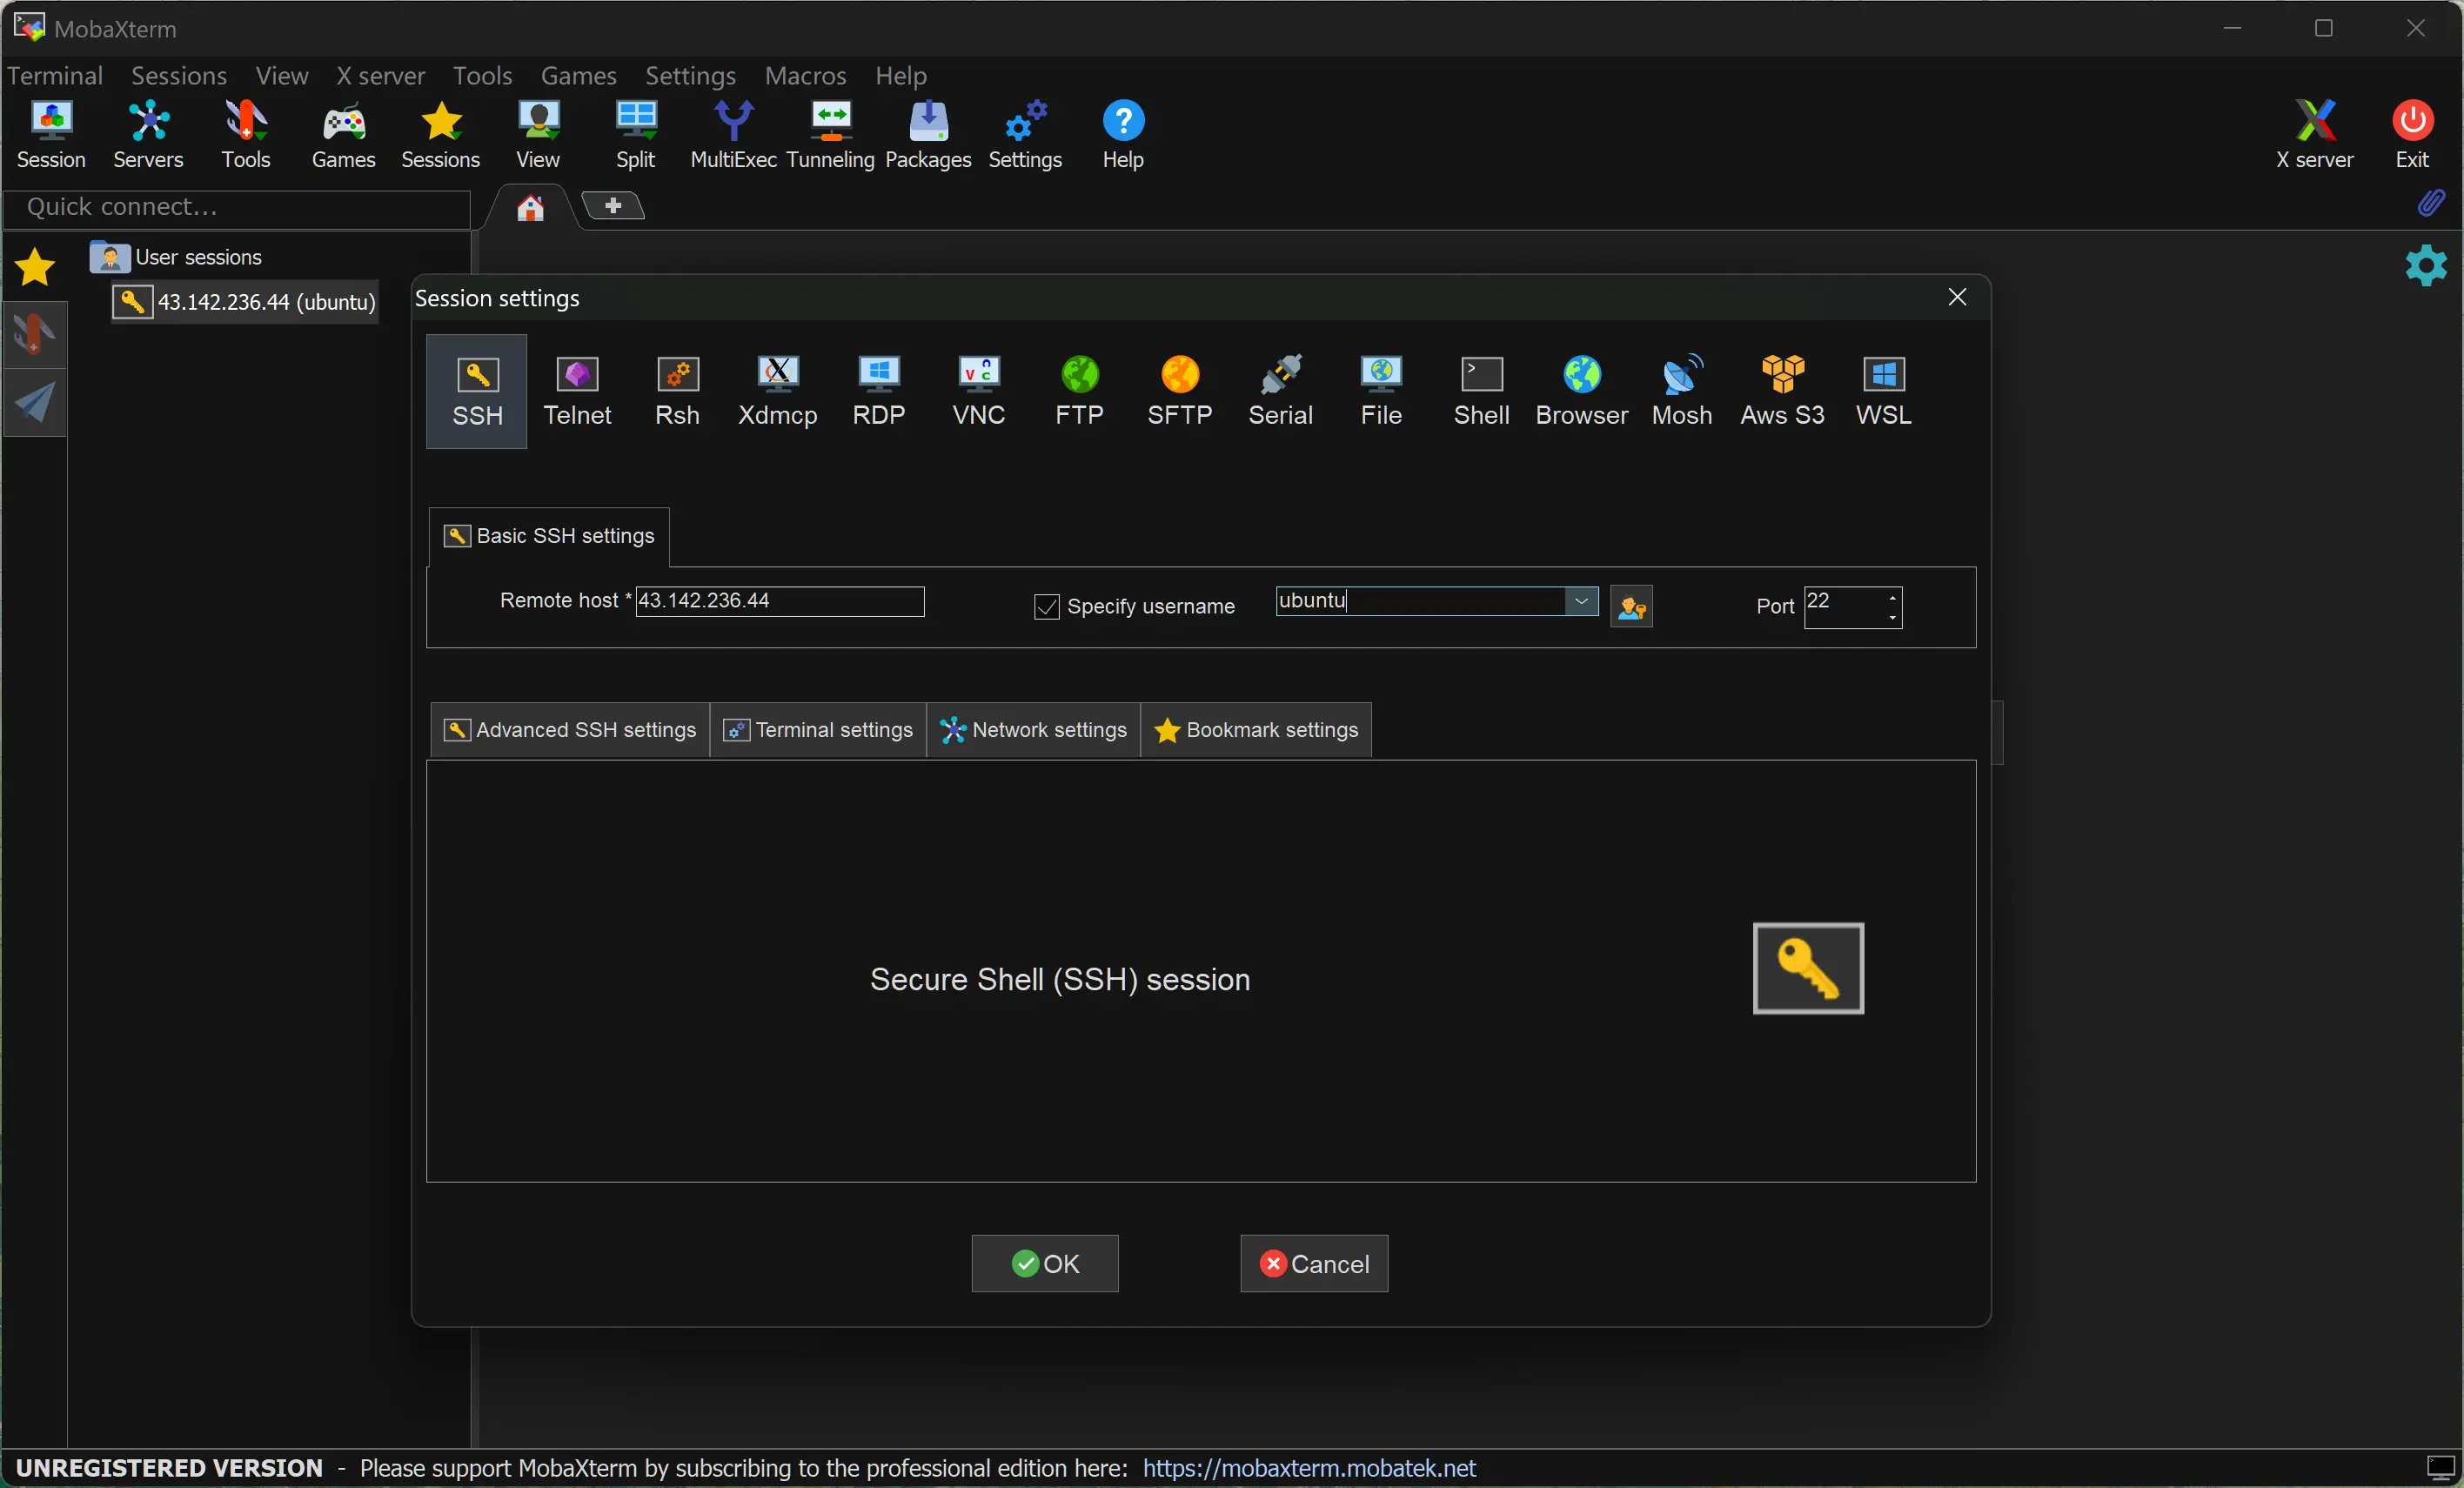 MobaXterm
Terminal Sessions View X server Tools Games Settings Macros Help
Session Servers Tools Games Sessions View Split MultiExec Tunneling Packages Settings Help X server Exit
Quick connect...
User sessions
43.142.236.44 (ubuntu)
Session settings
SSH Telnet Rsh Xdmcp RDP VNC FTP SFTP Serial File Shell Browser Mosh Aws S3 WSL
Basic SSH settings
Remote host * 43.142.236.44 Specify username ubuntu Port 22
Advanced SSH settings Terminal settings Network settings Bookmark settings
Secure Shell (SSH) session
OK Cancel
UNREGISTERED VERSION - Please support MobaXterm by subscribing to the professional edition here: https://mobaxterm.mobatek.net